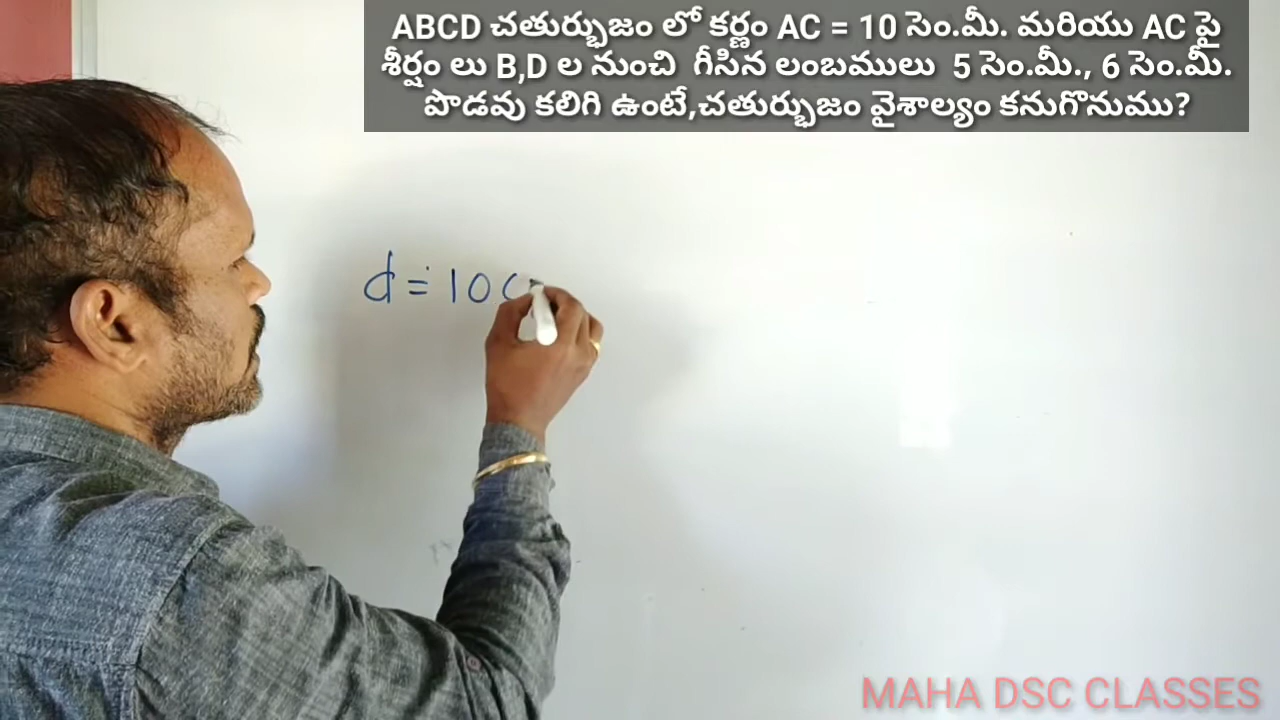 ABCD చతుర్భుజం లో కర్ణం AC = 10 సెం.మీ. మరియు AC పై
శీర్షం లు B,D ల నుంచి గీసిన లంబములు 5 సెం.మీ., 6 సెం.మీ.
పొడవు కలిగి ఉంటే,చతుర్భుజం వైశాల్యం కనుగొనుము?
d = 10 c
MAHA DSC CLASSES